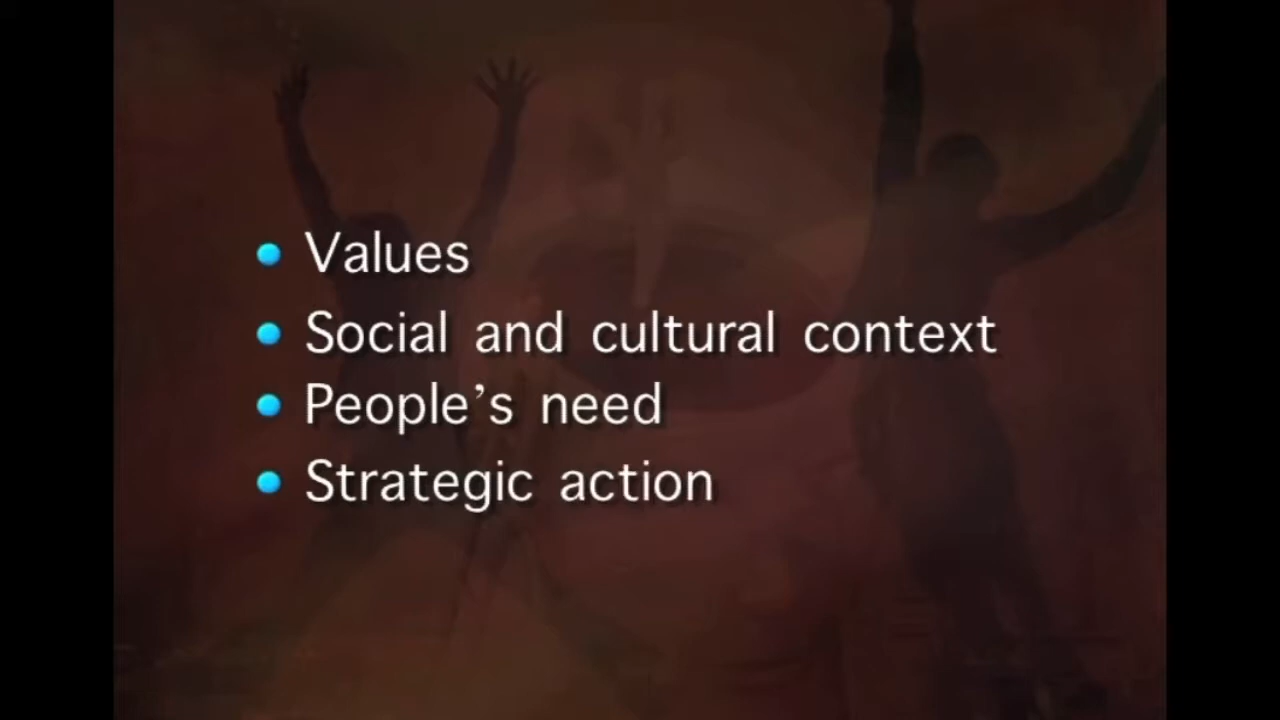 • Values
• Social and cultural context
• People’s need
• Strategic action